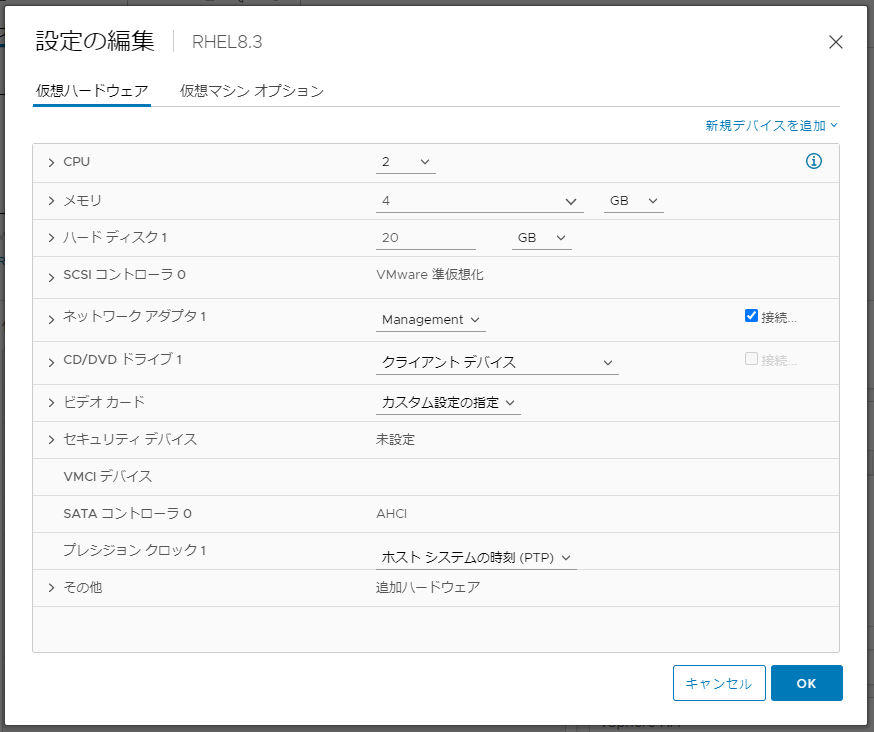 設定の編集 RHEL8.3
仮想ハードウェア 仮想マシン オプション
新規デバイスを追加
CPU 2
メモリ 4 GB
ハード ディスク 1 20 GB
SCSI コントローラ 0 VMware 準仮想化
ネットワーク アダプタ 1 Management 接続...
CD/DVD ドライブ 1 クライアント デバイス 接続...
ビデオ カード カスタム設定の指定
セキュリティ デバイス 未設定
VMCI デバイス
SATA コントローラ 0 AHCI
プレシジョン クロック 1 ホスト システムの時刻 (PTP)
その他 追加ハードウェア
キャンセル OK